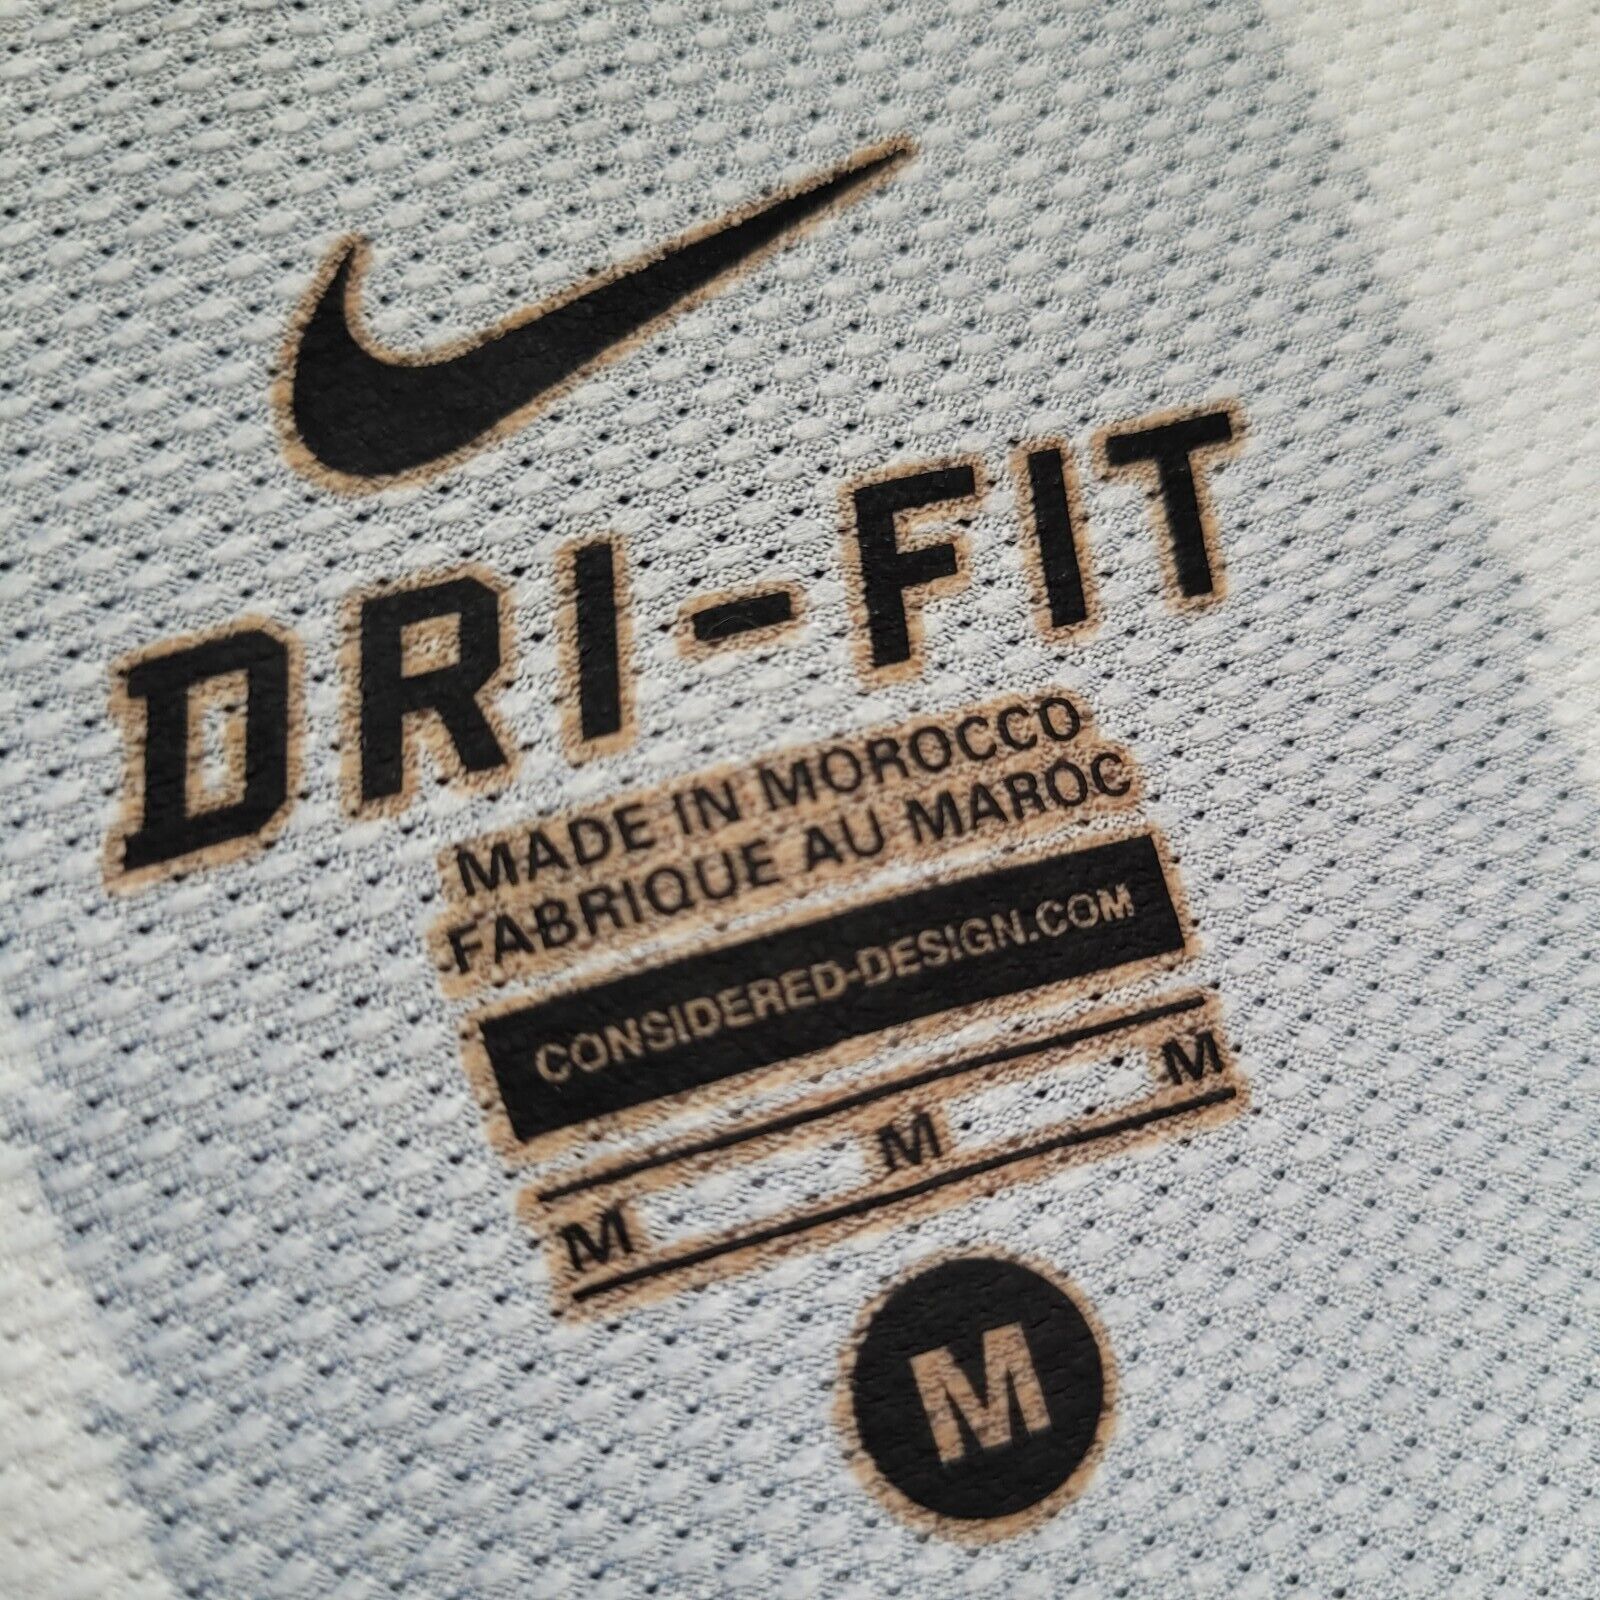 DRI-FIT
MADE IN MOROCCO
FABRIQUE AU MAROC
CONSIDERED-DESIGN.COM
M M M
M